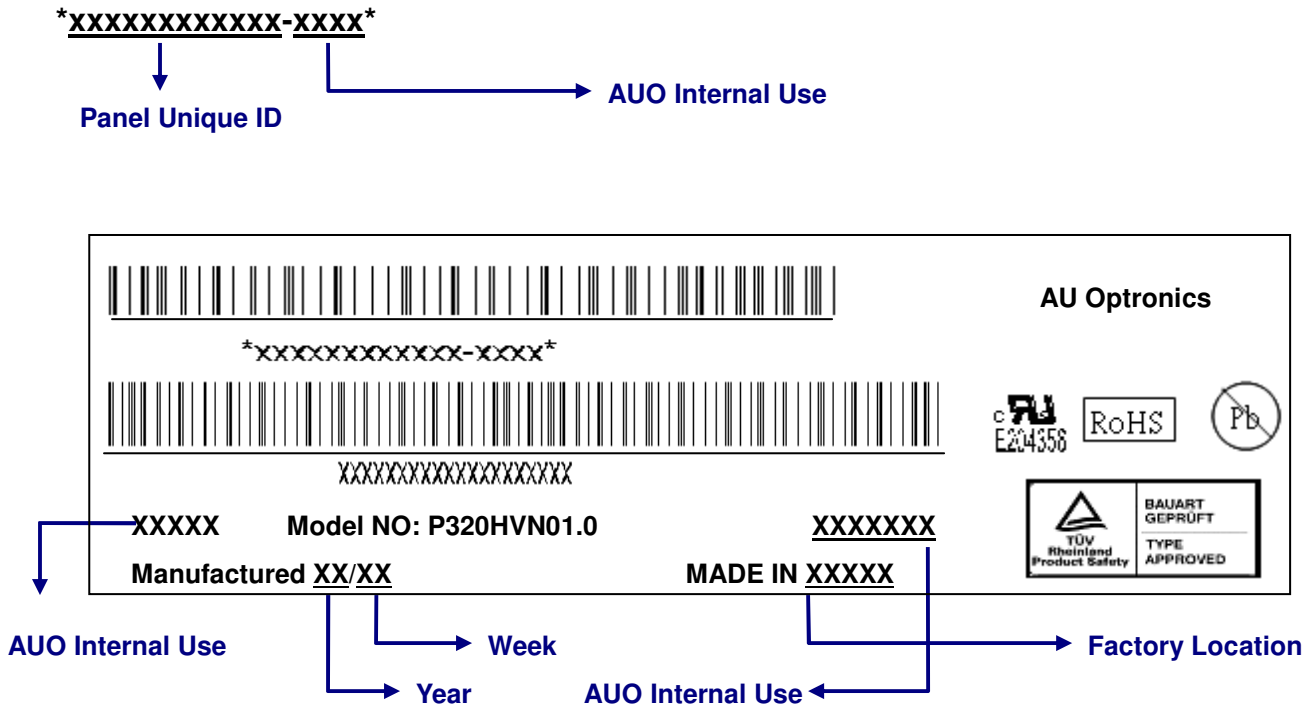 *xxxxxxxxxxxx-xxxx*
AUO Internal Use
Panel Unique ID
AU Optronics
*xxxxxxxxxxxx-xxxx*
c
E204356
RoHS
Pb
XXXXXXXXXXXXXXXXXXXX
XXXXX Model NO: P320HVN01.0 XXXXXXX
Manufactured XX/XX MADE IN XXXXX
TÜV
Rheinland
Product Safety
BAUART
GEPRÜFT
TYPE
APPROVED
AUO Internal Use
Week
Factory Location
Year
AUO Internal Use